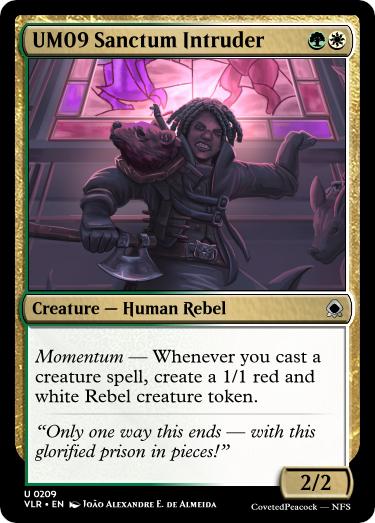 UM09 Sanctum Intruder
Creature — Human Rebel
Momentum — Whenever you cast a
creature spell, create a 1/1 red and
white Rebel creature token.
“Only one way this ends — with this
glorified prison in pieces!”
2/2
U 0209
VLR • EN João Alexandre E. de Almeida
CovetedPeacock — NFS